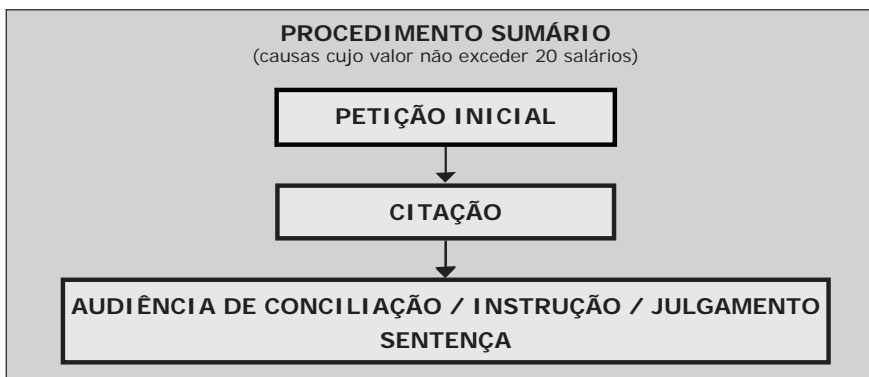 PROCEDIMENTO SUMÁRIO
(causas cujo valor não exceder 20 salários)
PETIÇÃO INICIAL
CITAÇÃO
AUDIÊNCIA DE CONCILIAÇÃO / INSTRUÇÃO / JULGAMENTO
SENTENÇA